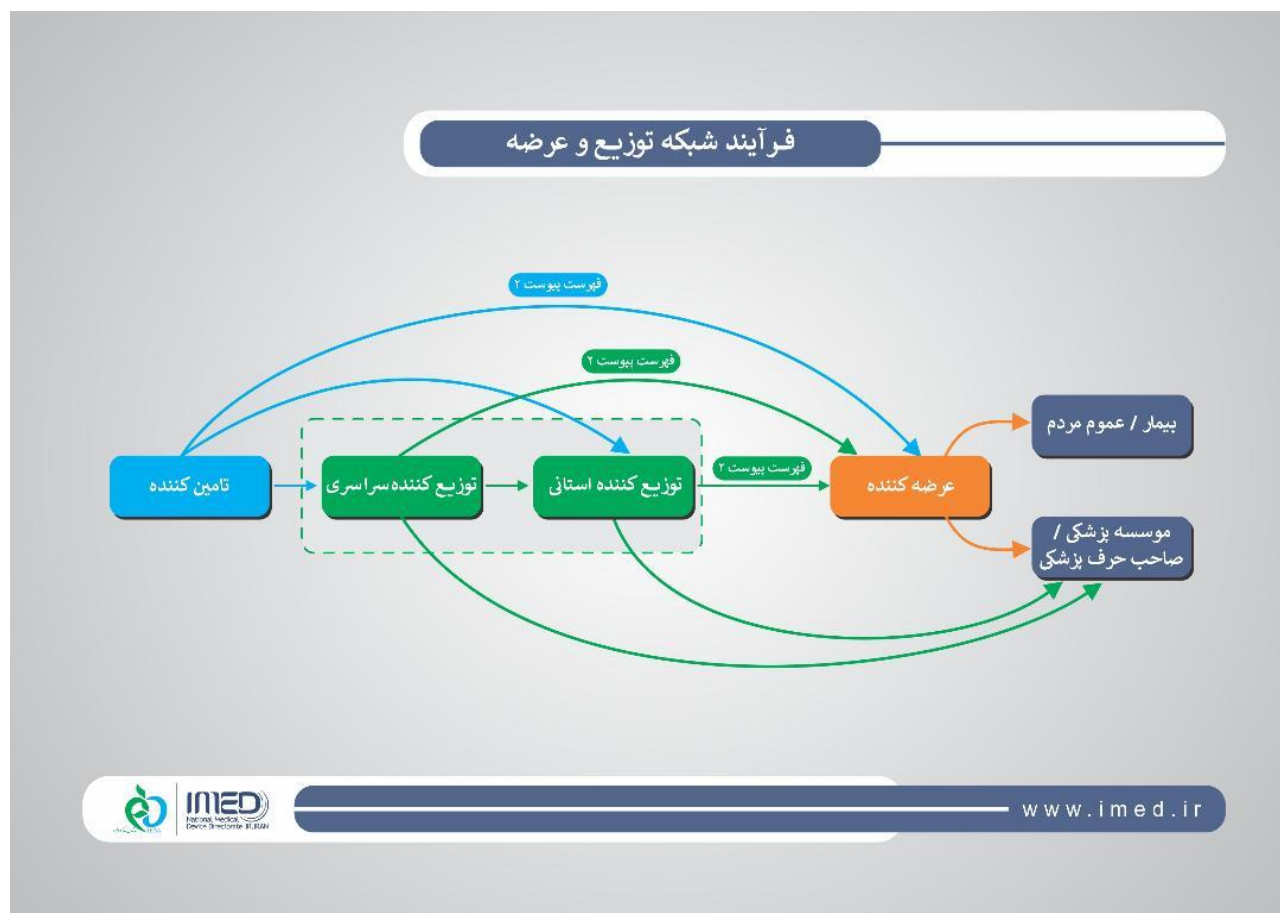 فرآیند شبکه توزیع و عرضه
فهرست پیوست ۲
فهرست پیوست ۲
بیمار / عموم مردم
فهرست پیوست ۲
عرضه کننده
توزیع کننده استانی
توزیع کننده سراسری
تامین کننده
موسسه پزشکی /
صاحب حرف پزشکی
IMED
National Medical
Device Directorate IR.IRAN
www.imed.ir